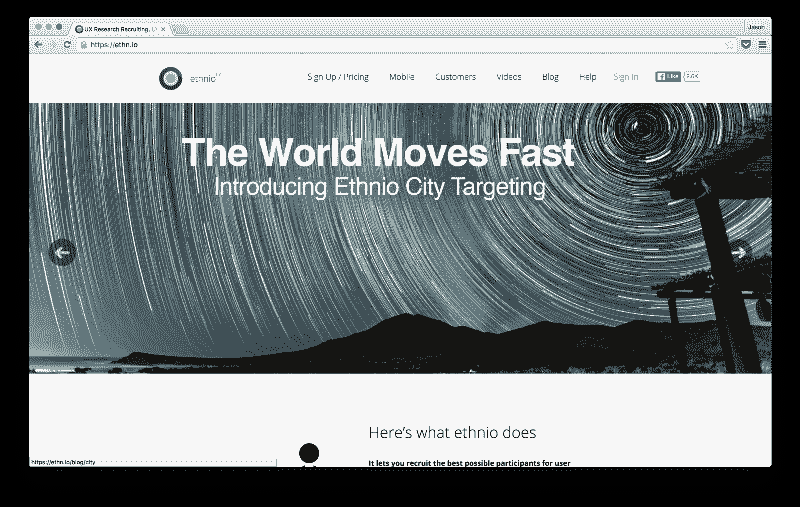 UX Research Recruiting,
Jason
https://ethn.io
ethnio
Sign Up / Pricing
Mobile
Customers
Videos
Blog
Help
Sign In
Like
The World Moves Fast
Introducing Ethnio City Targeting
Here's what ethnio does
It lets you recruit the best possible participants for user
https://ethn.io/blog/city